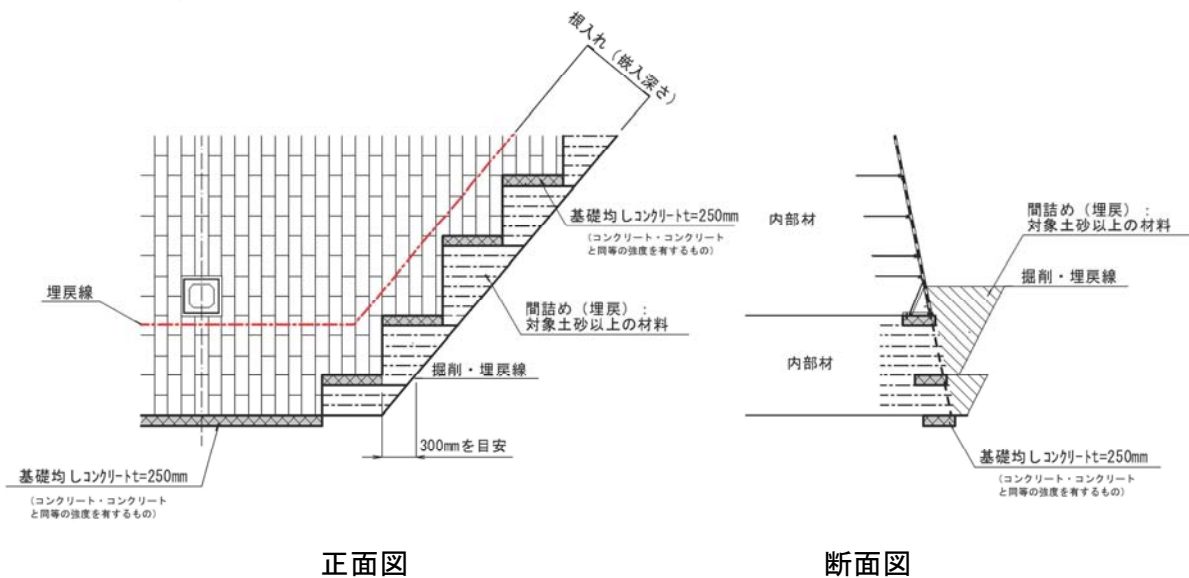 根入れ（嵌入深さ）
基礎均しコンクリートt=250mm
（コンクリート・コンクリート
と同等の強度を有するもの）
埋戻線
間詰め（埋戻）：
対象土砂以上の材料
掘削・埋戻線
300mmを目安
基礎均しコンクリートt=250mm
（コンクリート・コンクリート
と同等の強度を有するもの）
正面図
内部材
間詰め（埋戻）：
対象土砂以上の材料
掘削・埋戻線
内部材
基礎均しコンクリートt=250mm
（コンクリート・コンクリート
と同等の強度を有するもの）
断面図